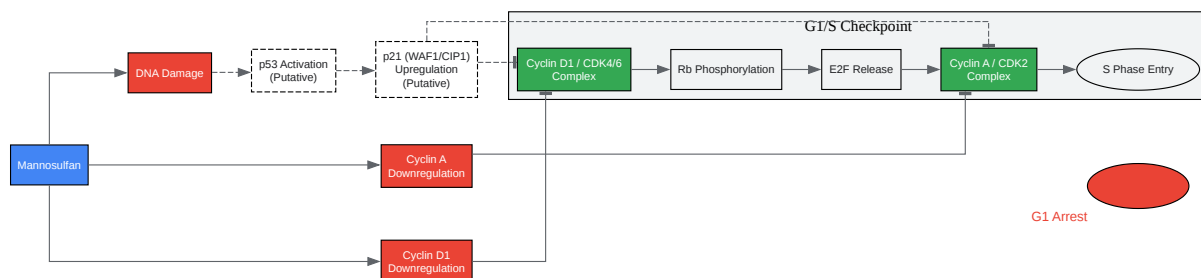 G1/S Checkpoint
p21 (WAF1/CIP1)
Upregulation
(Putative)
p53 Activation
(Putative)
DNA Damage
Cyclin D1 / CDK4/6
Complex
Rb Phosphorylation
E2F Release
Cyclin A / CDK2
Complex
S Phase Entry
Mannosulfan
Cyclin A
Downregulation
G1 Arrest
Cyclin D1
Downregulation